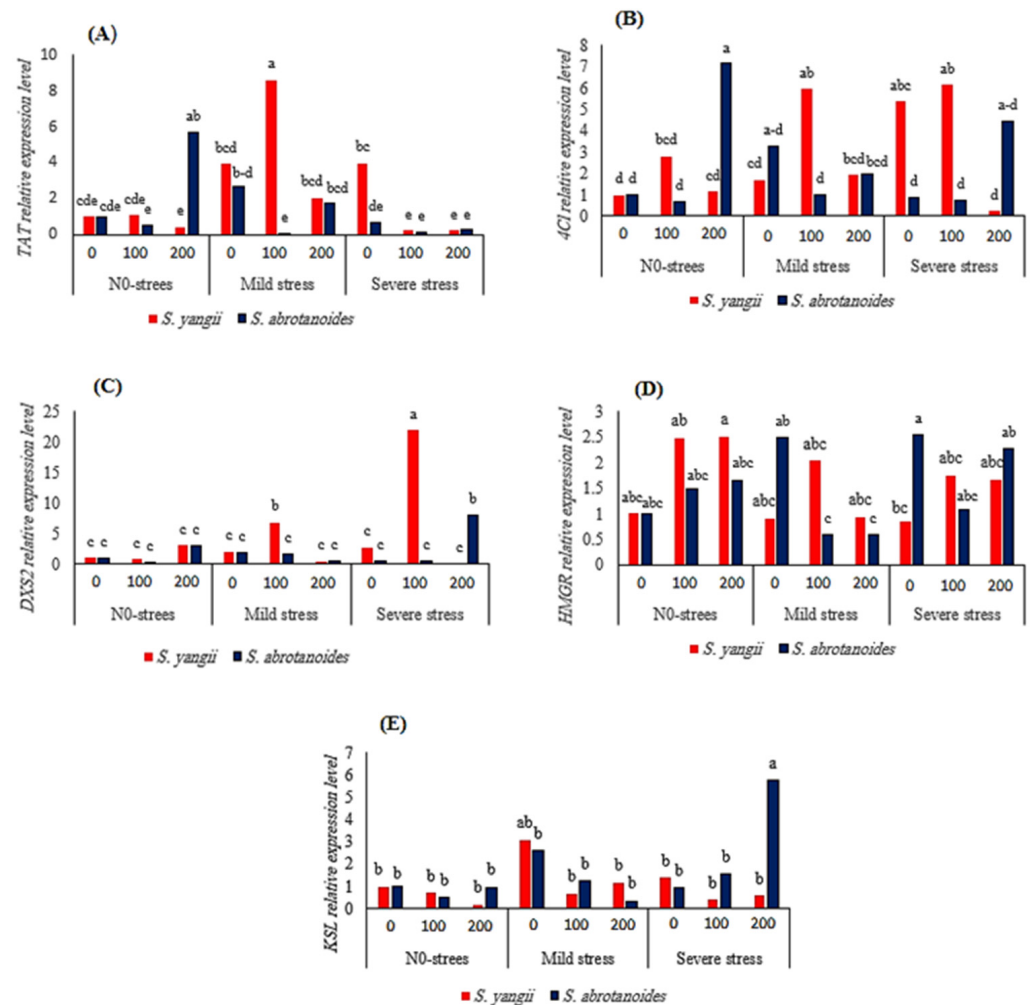 (A)
TAT relative expression level
10
8
6
4
2
0
cde cde cde e e ab bcd b-d a e bcd bcd bc de e e e e
0 100 200 0 100 200 0 100 200
N0-strees Mild stress Severe stress
S. yangii S. abrotanoides
(B)
4Cl relative expression level
8
7
6
5
4
3
2
1
0
d d bcd d cd a cd a-d ab d bcd bcd abc d ab d d a-d
0 100 200 0 100 200 0 100 200
N0-strees Mild stress Severe stress
S. yangii S. abrotanoides
(C)
DXS2 relative expression level
25
20
15
10
5
0
c c c c c c c c b c c c c c a c c b
0 100 200 0 100 200 0 100 200
N0-strees Mild stress Severe stress
S. yangii S. abrotanoides
(D)
HMGR relative expression level
3
2.5
2
1.5
1
0.5
0
abc abc ab abc a abc abc ab abc c abc c bc a abc abc abc ab
0 100 200 0 100 200 0 100 200
N0-strees Mild stress Severe stress
S. yangii S. abrotanoides
(E)
KSL relative expression level
7
6
5
4
3
2
1
0
b b b b b b ab b b b b b b b b b b a
0 100 200 0 100 200 0 100 200
N0-strees Mild stress Severe stress
S. yangii S. abrotanoides